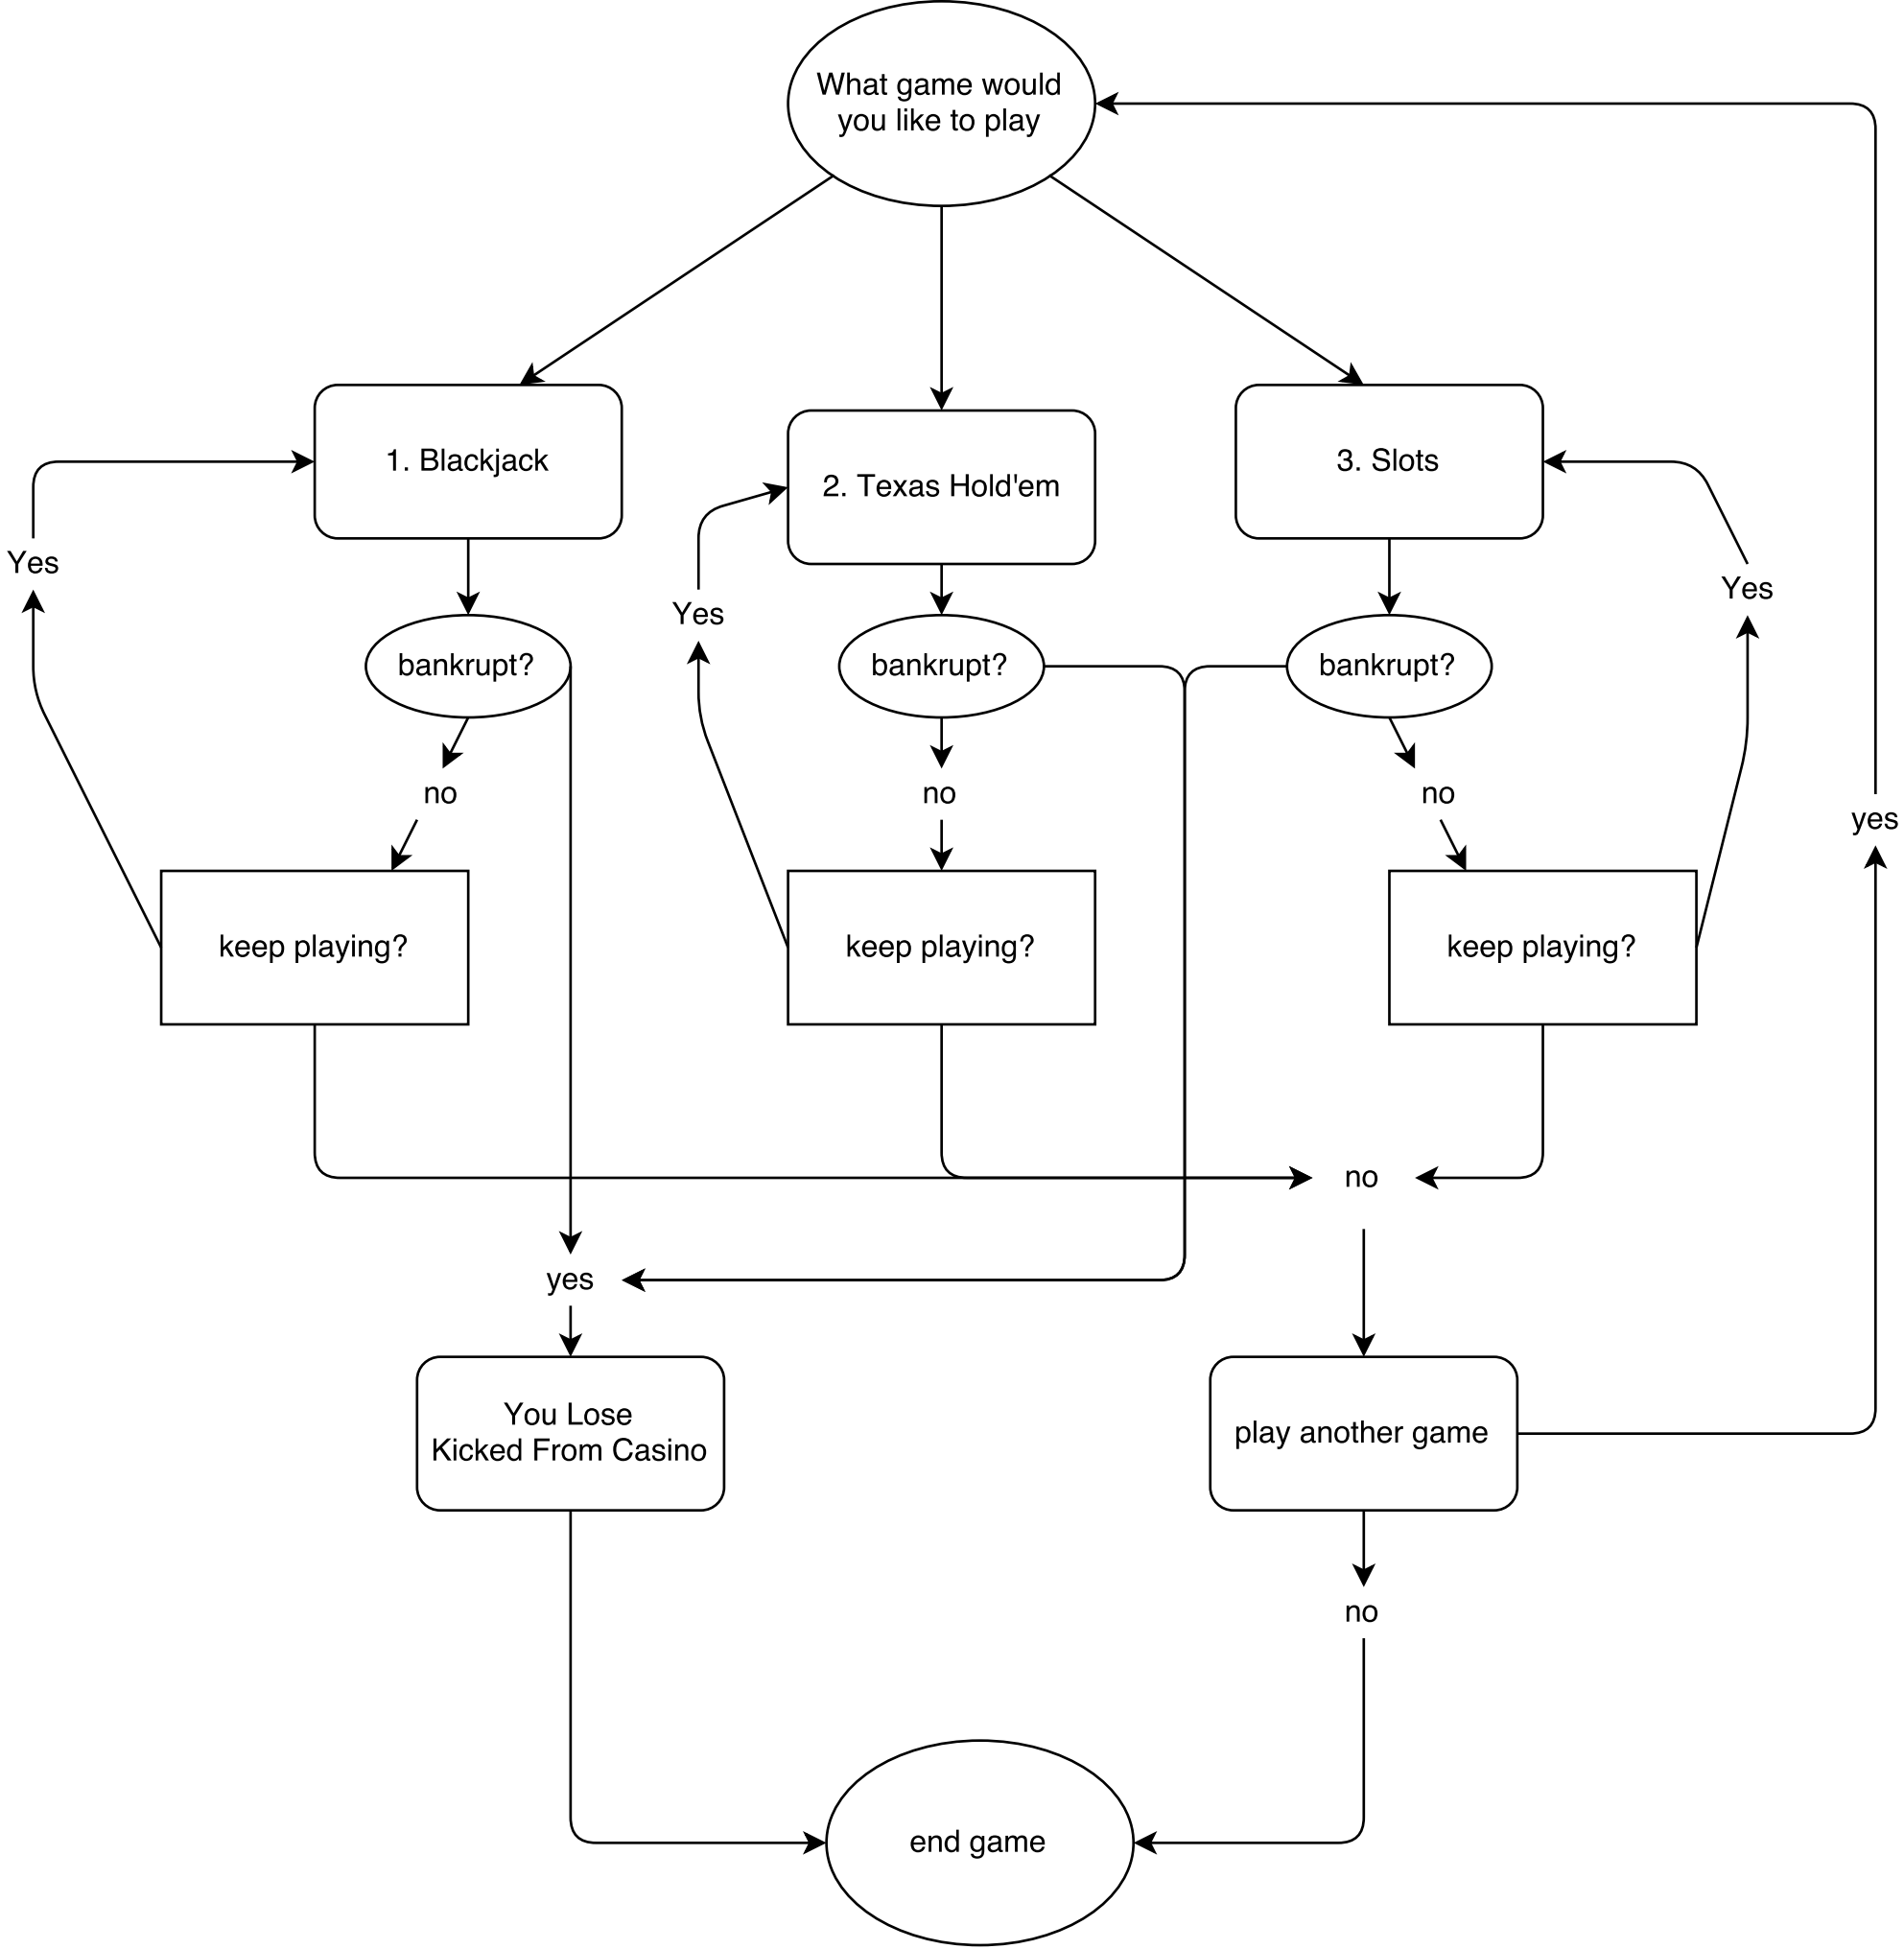 What game would
you like to play
1. Blackjack
2. Texas Hold'em
3. Slots
Yes
Yes
Yes
bankrupt?
bankrupt?
bankrupt?
no
no
no
yes
keep playing?
keep playing?
keep playing?
no
yes
You Lose
Kicked From Casino
play another game
no
end game